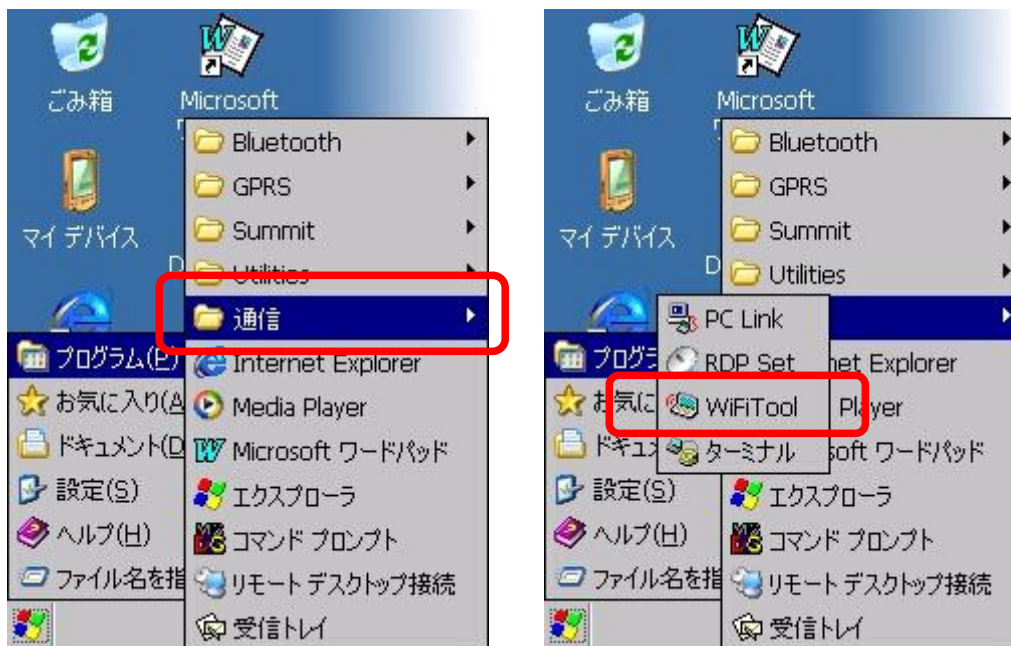 ごみ箱
Microsoft
マイ デバイス
D
Bluetooth
GPRS
Summit
Utilities
通信
Internet Explorer
Media Player
Microsoft ワードパッド
エクスプローラ
コマンド プロンプト
リモート デスクトップ接続
受信トレイ
プログラム(P)
お気に入り(A
ドキュメント(D
設定(S)
ヘルプ(H)
ファイル名を指
ごみ箱
Microsoft
マイ デバイス
D
Bluetooth
GPRS
Summit
Utilities
PC Link
RDP Set
WiFiTool
ターミナル
net Explorer
Player
soft ワードパッド
エクスプローラ
コマンド プロンプト
リモート デスクトップ接続
受信トレイ
プログ
お気に
ドキュ
設定(S)
ヘルプ(H)
ファイル名を指